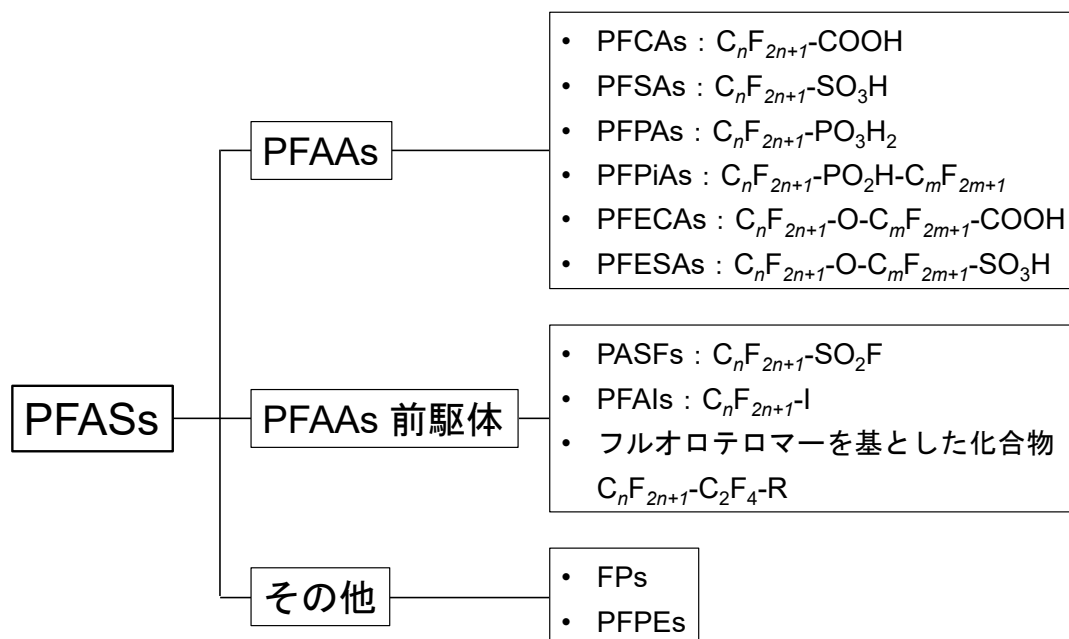 PFASs
PFAAs
• PFCAs：CnF2n+1-COOH
• PFSAs：CnF2n+1-SO3H
• PFPAs：CnF2n+1-PO3H2
• PFPiAs：CnF2n+1-PO2H-CmF2m+1
• PFECAs：CnF2n+1-O-CmF2m+1-COOH
• PFESAs：CnF2n+1-O-CmF2m+1-SO3H
PFAAs 前駆体
• PASFs：CnF2n+1-SO2F
• PFAIs：CnF2n+1-I
• フルオロテロマーを基とした化合物
CnF2n+1-C2F4-R
その他
• FPs
• PFPEs